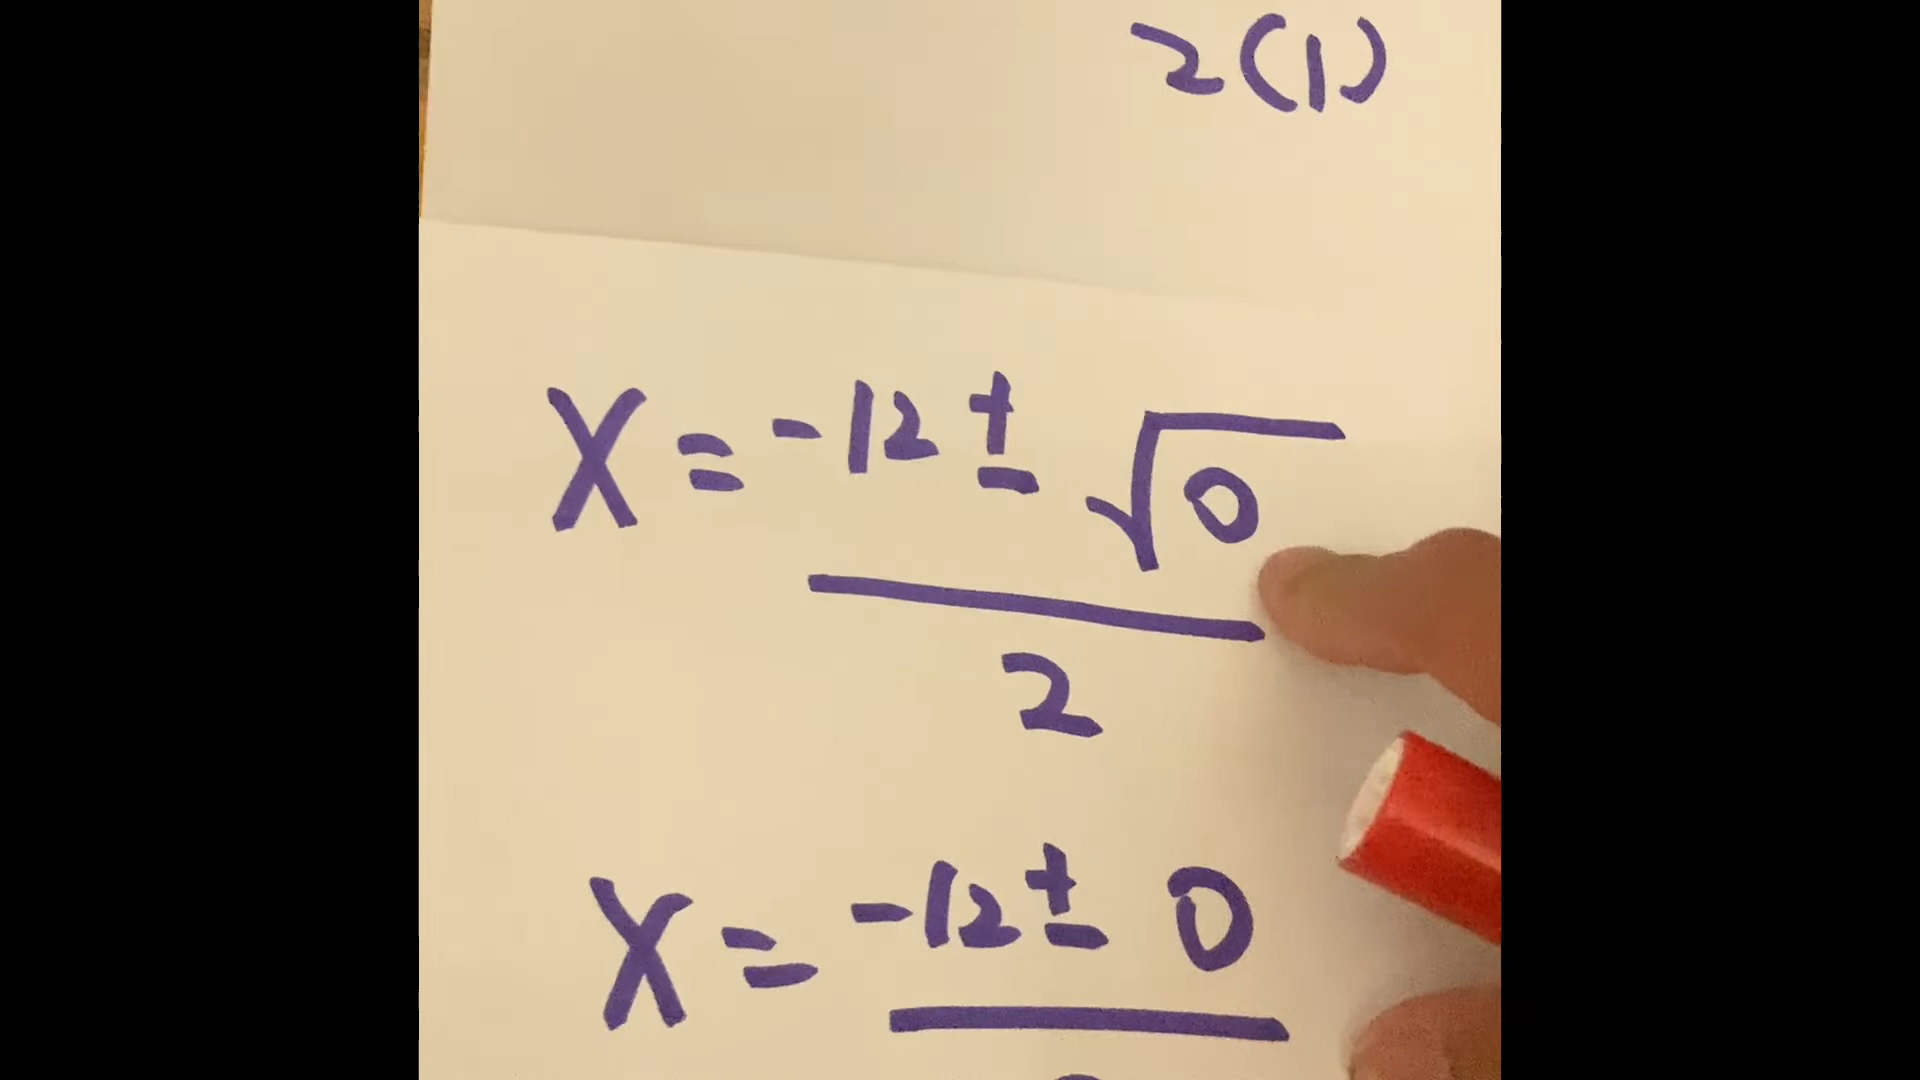 2(1)
X = -12 ± √0
2
X = -12 ± 0